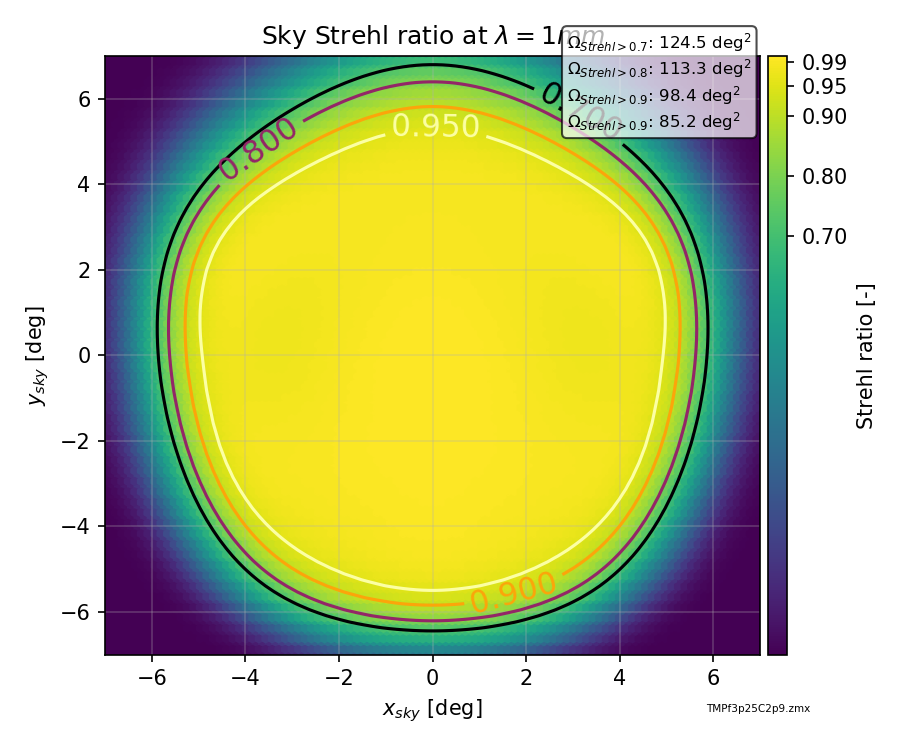 Sky Strehl ratio at λ = 1mm
Ω_Strehl>0.7: 124.5 deg²
Ω_Strehl>0.8: 113.3 deg²
Ω_Strehl>0.9: 98.4 deg²
Ω_Strehl>0.9: 85.2 deg²
0.700
0.800
0.950
0.900
6
4
2
0
−2
−4
−6
y_sky [deg]
−6 −4 −2 0 2 4 6
x_sky [deg]
0.99
0.95
0.90
0.80
0.70
Strehl ratio [-]
TMPf3p25C2p9.zmx